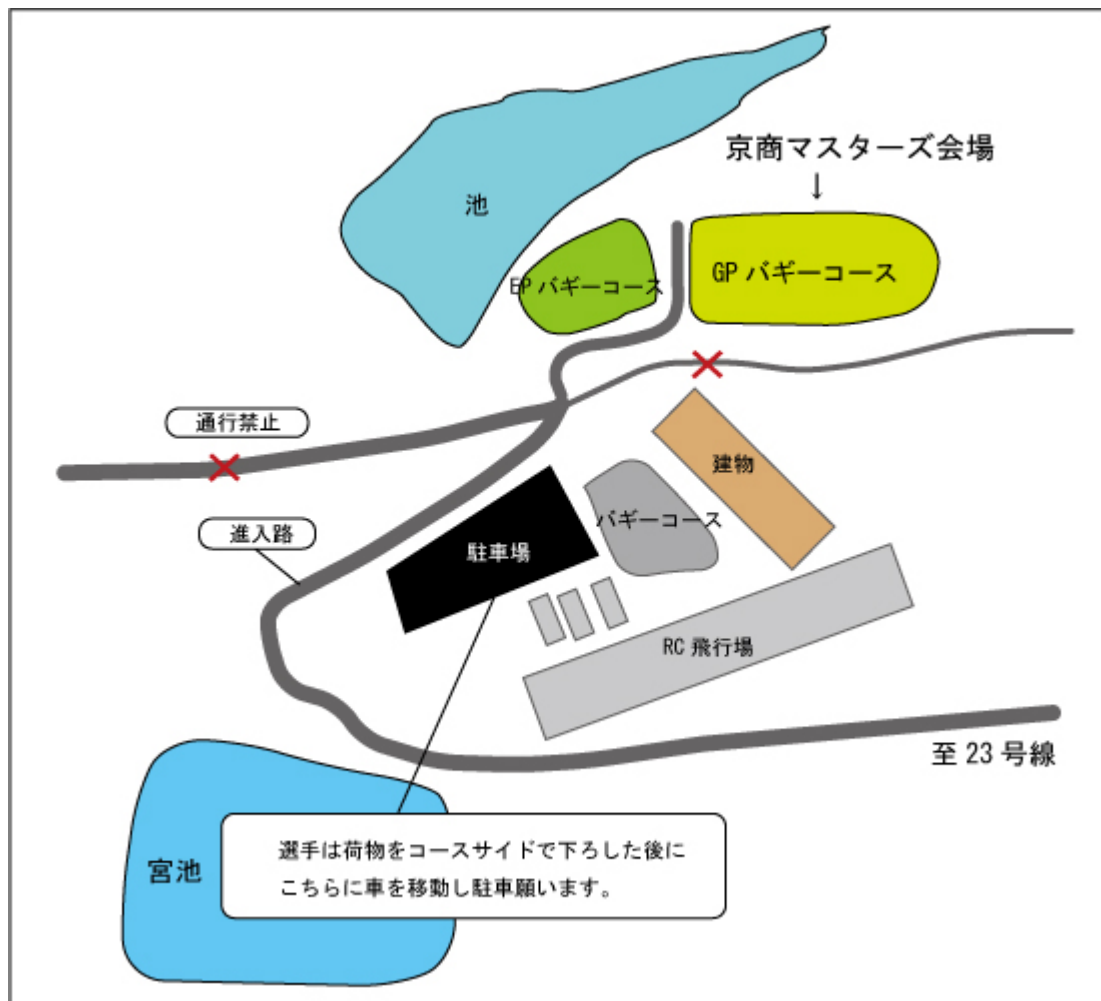 京商マスターズ会場
↓
池
EP バギーコース
GP バギーコース
通行禁止
建物
バギーコース
進入路
駐車場
RC 飛行場
至 23 号線
宮池
選手は荷物をコースサイドで下ろした後に
こちらに車を移動し駐車願います。